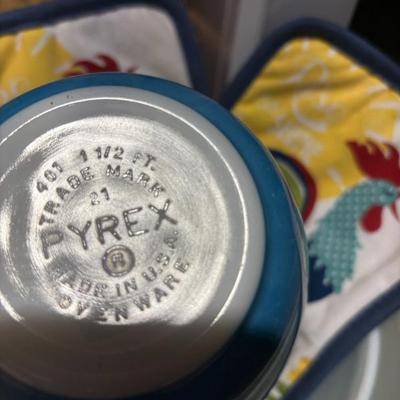 401 1 1/2 PT.
TRADE MARK
21
PYREX
®
MADE IN U.S.A.
OVENWARE